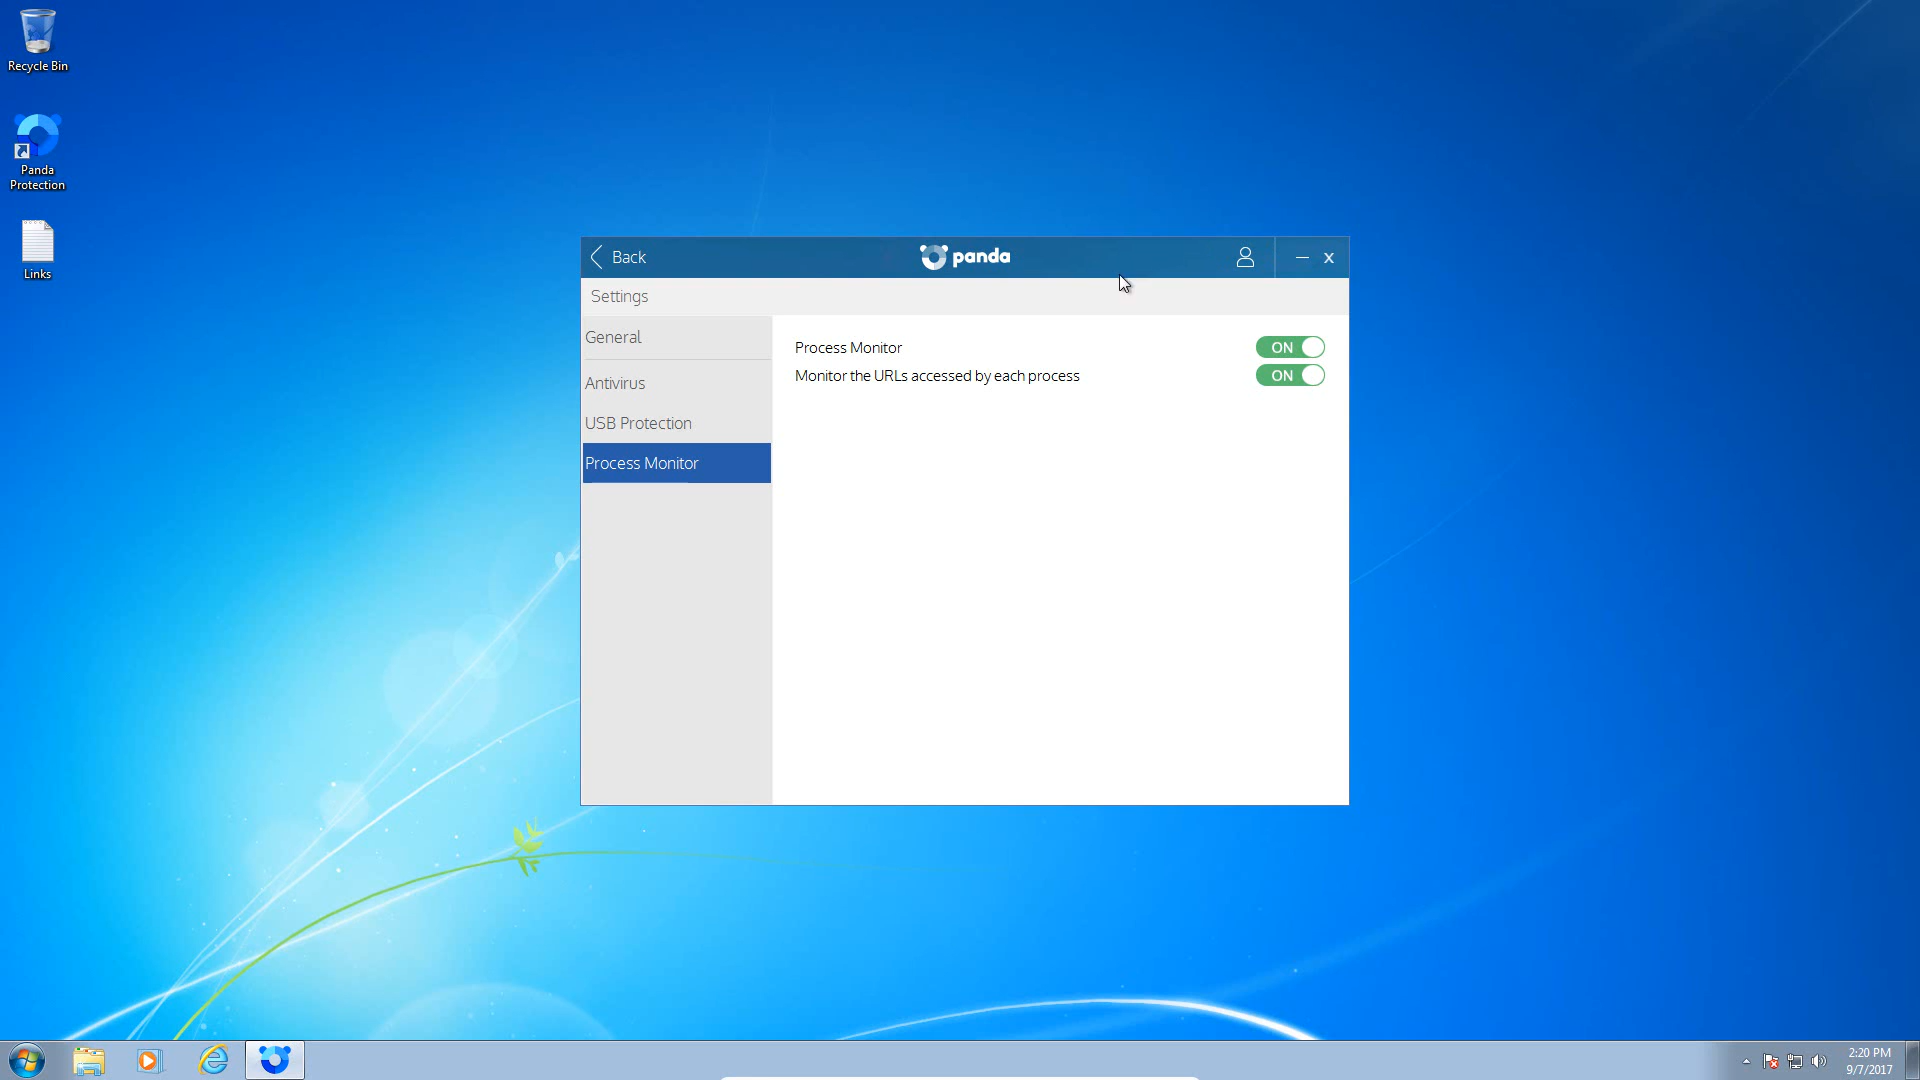 Recycle Bin
Panda
Protection
Links
Back
panda
x
Settings
General
Antivirus
USB Protection
Process Monitor
Process Monitor
ON
Monitor the URLs accessed by each process
ON
2:20 PM
9/7/2017